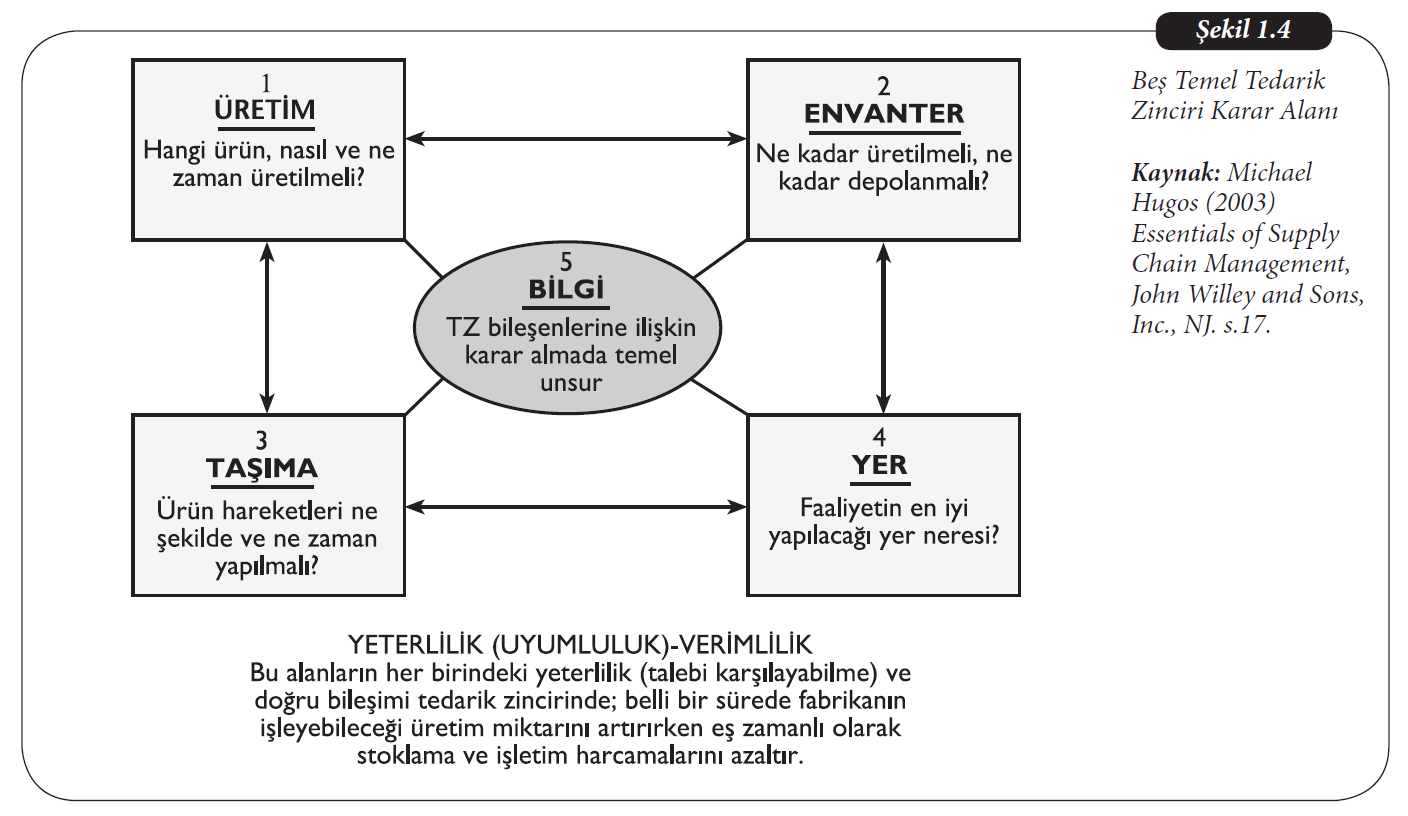 Şekil 1.4
Beş Temel Tedarik
Zinciri Karar Alanı
Kaynak: Michael
Hugos (2003)
Essentials of Supply
Chain Management,
John Willey and Sons,
Inc., NJ. s.17.
1
ÜRETİM
Hangi ürün, nasıl ve ne
zaman üretilmeli?
2
ENVANTER
Ne kadar üretilmeli, ne
kadar depolanmalı?
5
BİLGİ
TZ bileşenlerine ilişkin
karar almada temel
unsur
3
TAŞIMA
Ürün hareketleri ne
şekilde ve ne zaman
yapılmalı?
4
YER
Faaliyetin en iyi
yapılacağı yer neresi?
YETERLİLİK (UYUMLULUK)-VERİMLİLİK
Bu alanların her birindeki yeterlilik (talebi karşılayabilme) ve
doğru bileşimi tedarik zincirinde; belli bir sürede fabrikanın
işleyebileceği üretim miktarını artırırken eş zamanlı olarak
stoklama ve işletim harcamalarını azaltır.